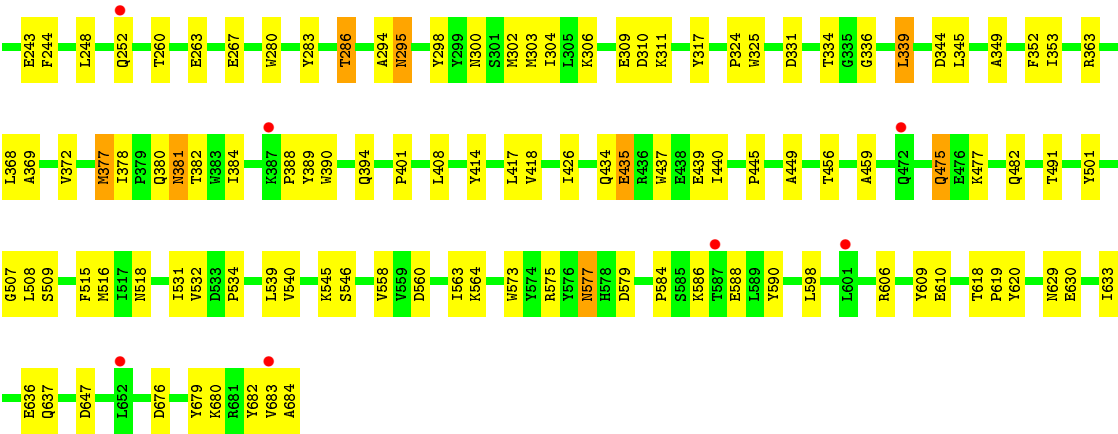 E243 F244 L248 Q252 T260 E263 E267 W280 Y283 T286 A294 N295 Y298 Y299 N300 S301 M302 M303 I304 L305 K306 E309 D310 K311 Y317 P324 W325 D331 T334 G335 G336 L339 D344 L345 A349 F352 I353 R363
L368 A369 V372 M377 I378 P379 Q380 N381 T382 W383 I384 K387 P388 Y389 W390 Q394 P401 L408 Y414 L417 V418 I426 Q434 E435 R436 W437 E438 E439 I440 P445 A449 T456 A459 Q472 Q475 E476 K477 Q482 T491 Y501
G507 L508 S509 F515 M516 I517 N518 I531 V532 D533 P534 L539 V540 K545 S546 V558 V559 D560 I563 K564 W573 Y574 R575 Y576 N577 H578 D579 P584 S585 K586 T587 E588 L589 Y590 L598 L601 R606 Y609 E610 T618 P619 Y620 N629 E630 I633
E636 Q637 D647 L652 D676 Y679 K680 R681 Y682 V683 A684